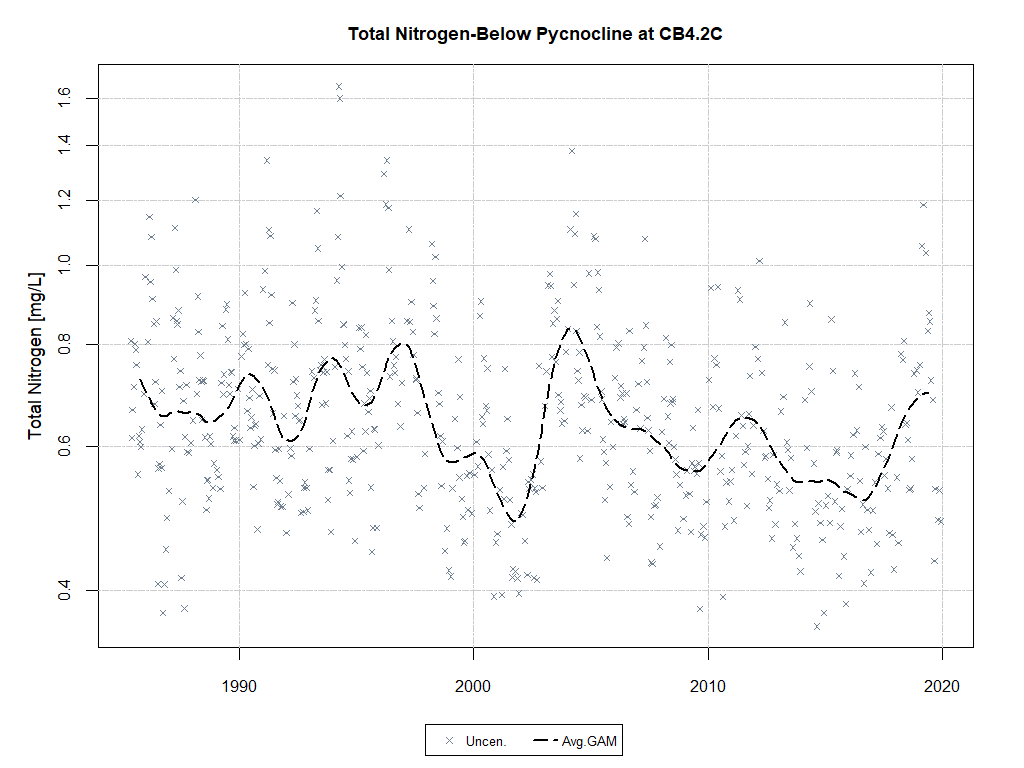 Total Nitrogen-Below Pycnocline at CB4.2C
1.6
1.4
1.2
1.0
0.8
0.6
0.4
Total Nitrogen [mg/L]
1990 2000 2010 2020
Uncen. Avg.GAM